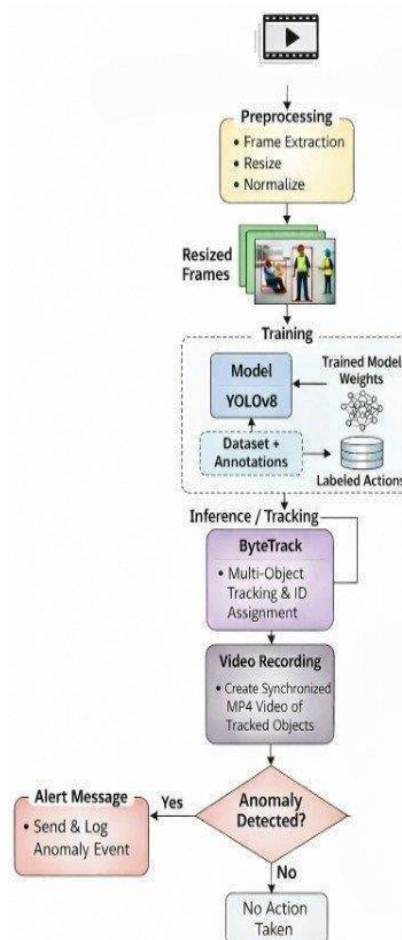 Preprocessing
• Frame Extraction
• Resize
• Normalize
Resized
Frames
Training
Model
YOLOv8
Trained Model
Weights
Dataset +
Annotations
Labeled Actions
Inference / Tracking
ByteTrack
• Multi-Object
Tracking & ID
Assignment
Video Recording
• Create Synchronized
MP4 Video of
Tracked Objects
Anomaly
Detected?
Yes
Alert Message
• Send & Log
Anomaly Event
No
No Action
Taken